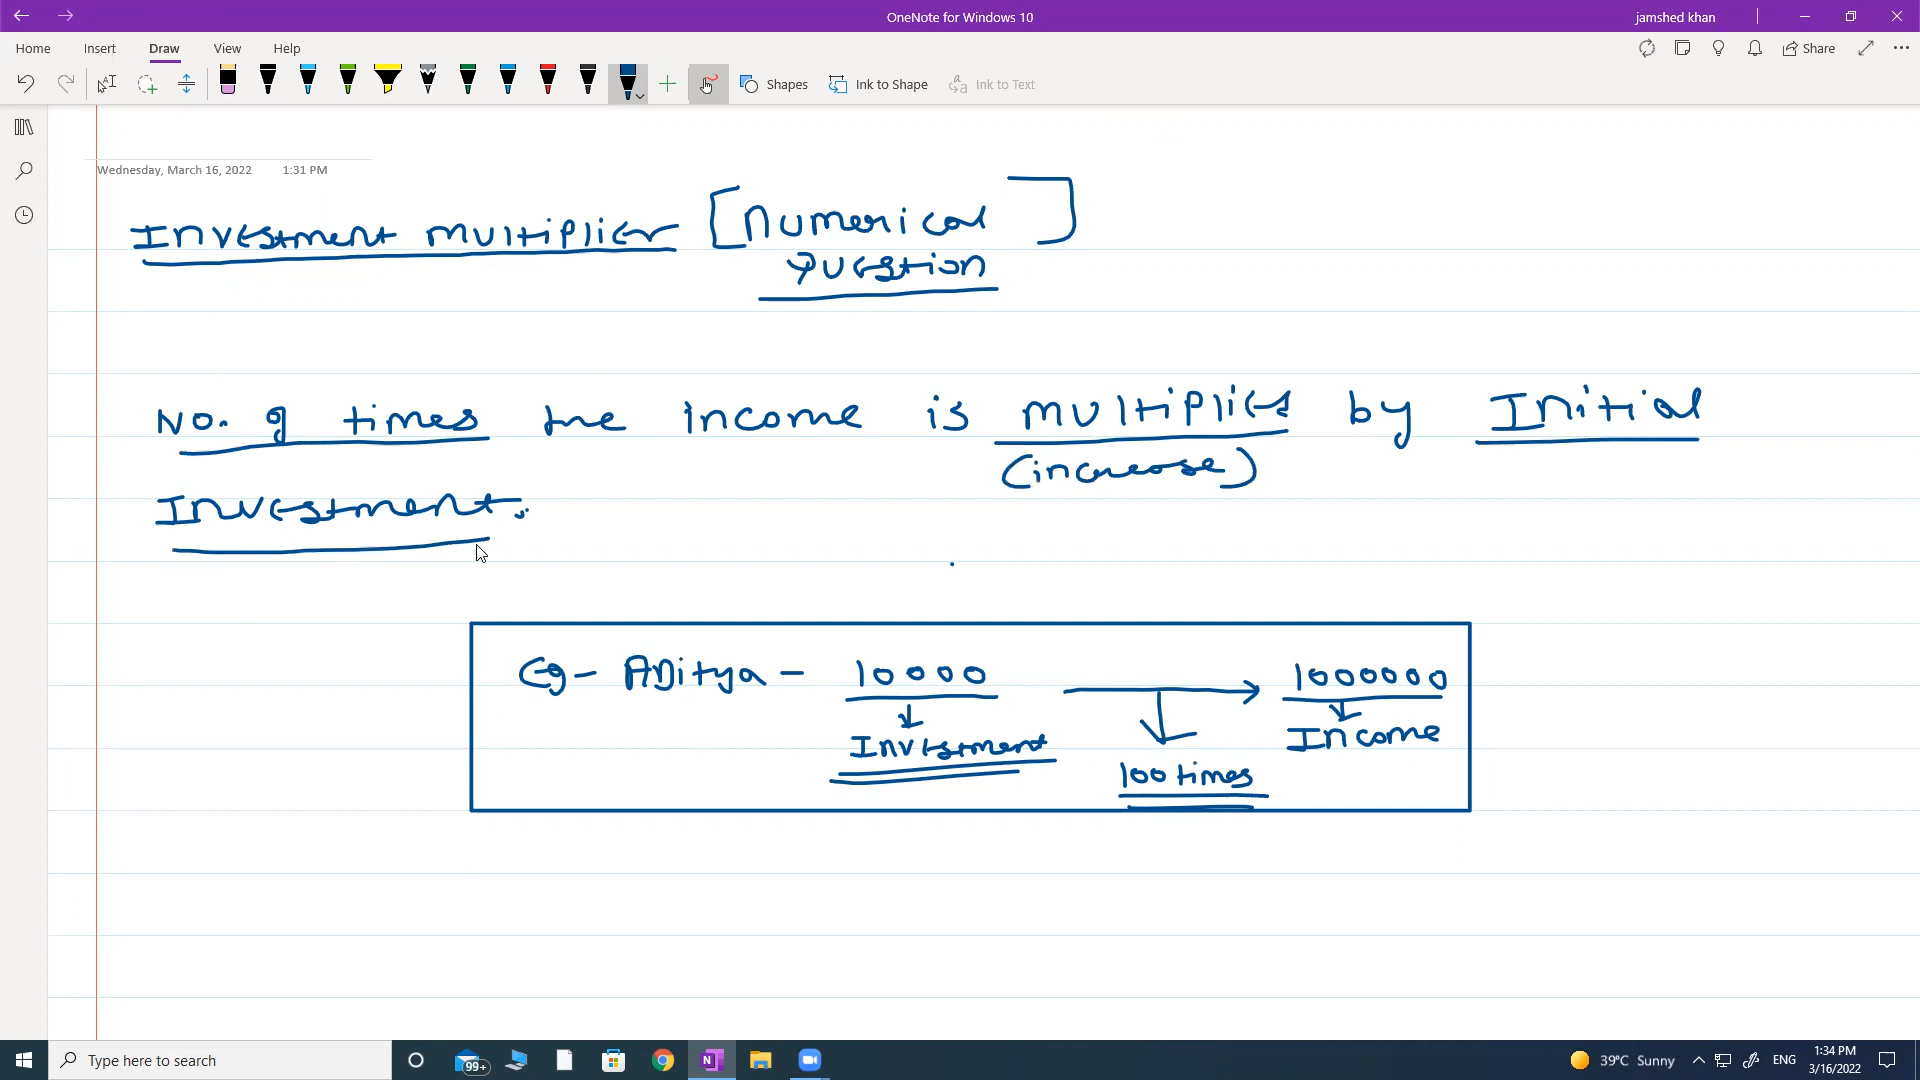 OneNote for Windows 10
jamshed khan
Home Insert Draw View Help
Share
Shapes Ink to Shape Ink to Text
Wednesday, March 16, 2022 1:31 PM
Investment multiplier [Numerical
Question]
No. of times the income is multiplies by Initial
(increase)
Investment.
Eg- ADitya - 10000 1000000
Investment Income
100 times
Type here to search
99+
39°C Sunny
ENG
1:34 PM
3/16/2022